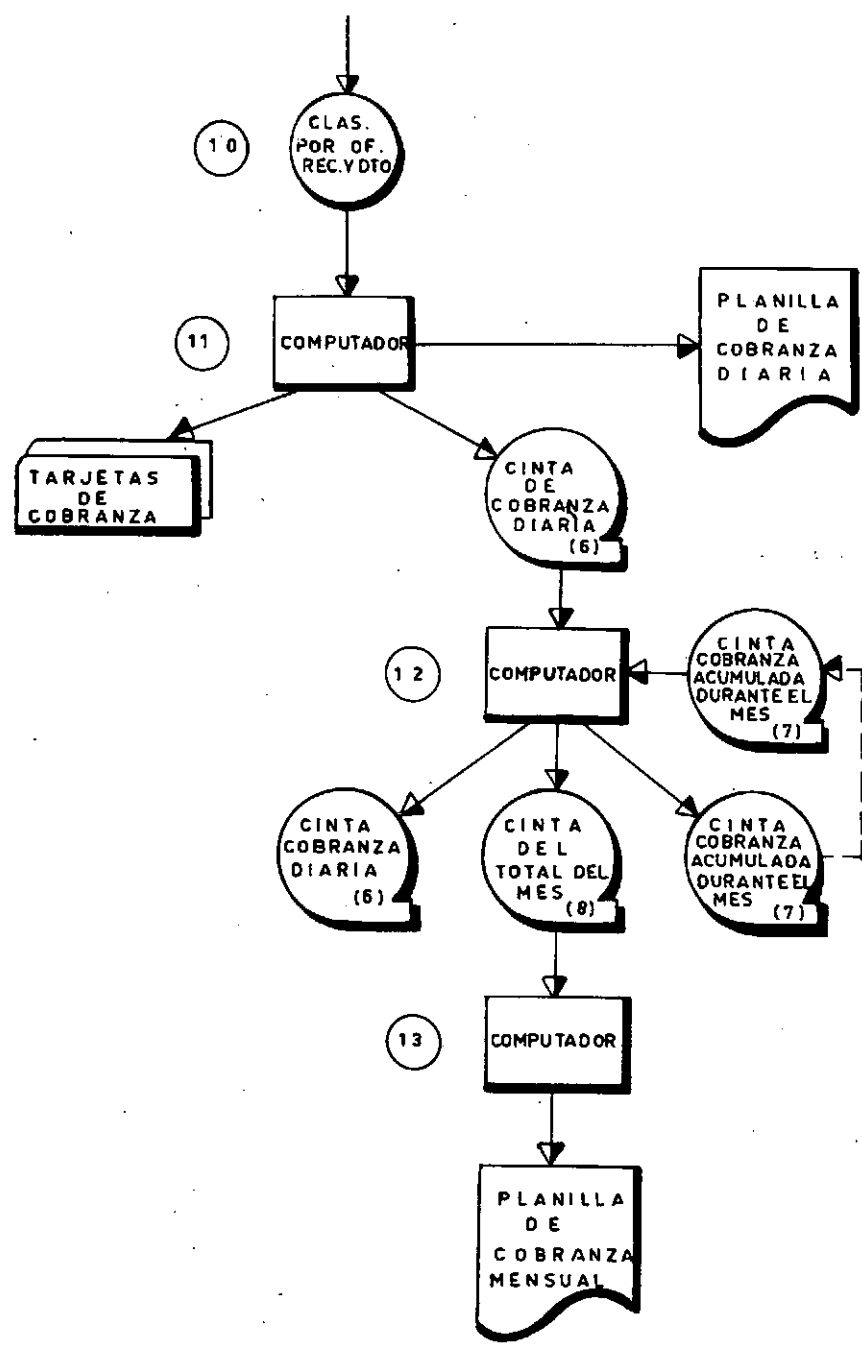 10
CLAS.
POR OF.
REC.Y DTO
11
COMPUTADOR
PLANILLA
DE
COBRANZA
DIARIA
TARJETAS
DE
COBRANZA
CINTA
DE
COBRANZA
DIARIA
(6)
12
COMPUTADOR
CINTA
COBRANZA
ACUMULADA
DURANTE EL
MES
(7)
CINTA
COBRANZA
DIARIA
(6)
CINTA
DEL
TOTAL DEL
MES
(8)
CINTA
COBRANZA
ACUMULADA
DURANTE EL
MES
(7)
13
COMPUTADOR
PLANILLA
DE
COBRANZA
MENSUAL